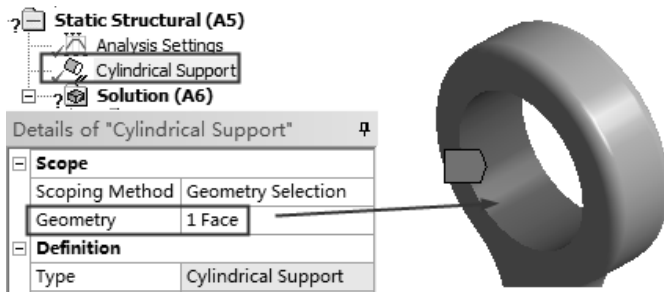 Static Structural (A5)
Analysis Settings
Cylindrical Support
Solution (A6)
Details of "Cylindrical Support"
Scope
Scoping Method Geometry Selection
Geometry 1 Face
Definition
Type Cylindrical Support